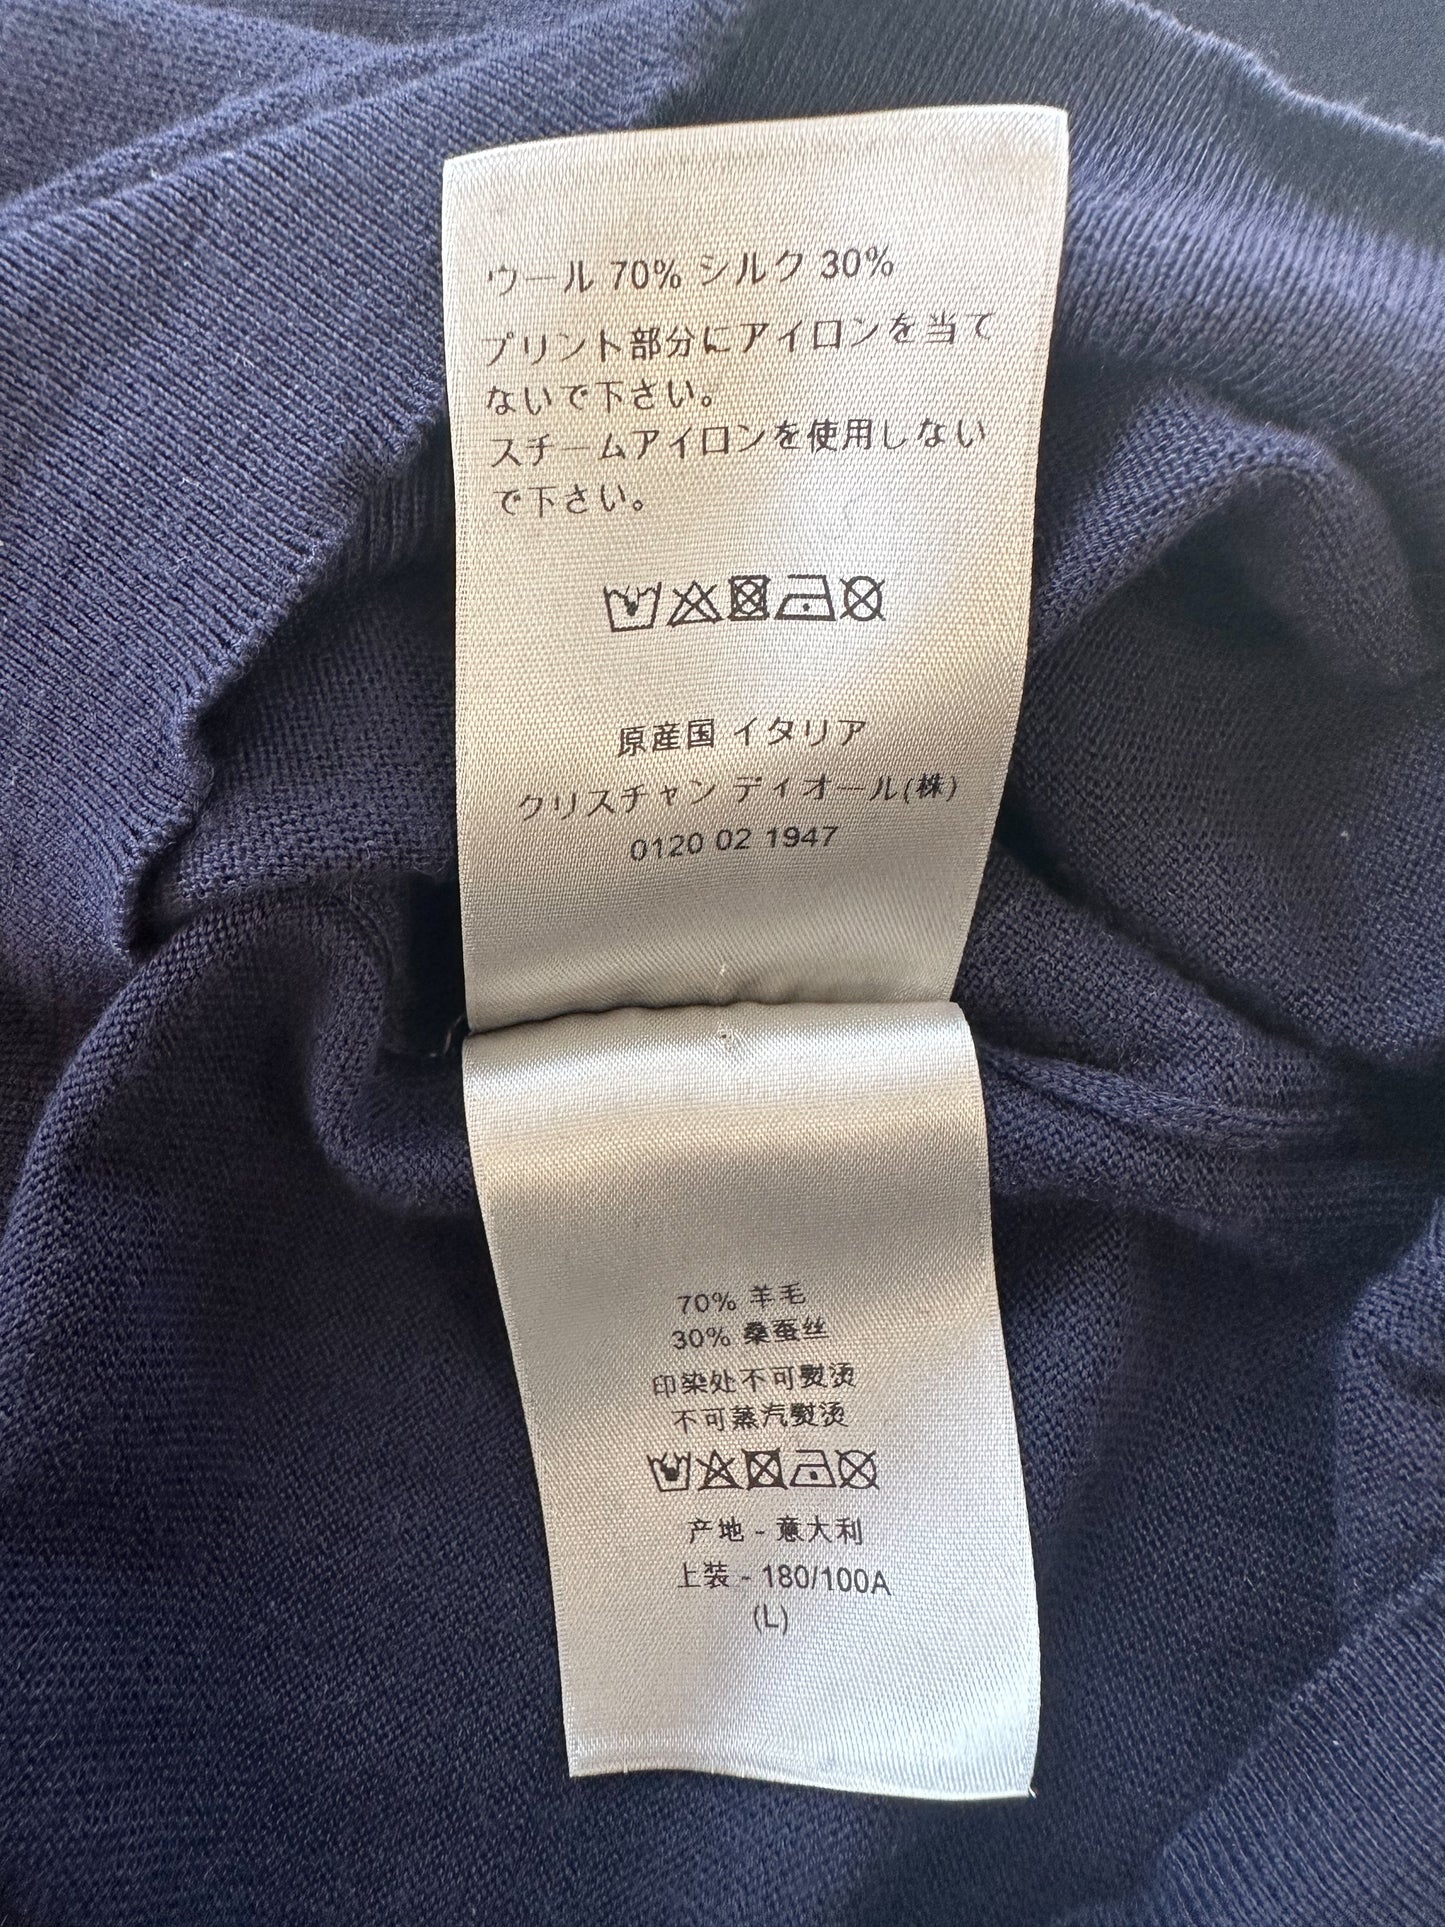 ウール 70% シルク 30%
プリント部分にアイロンを当て
ないで下さい。
スチームアイロンを使用しない
で下さい。
原産国 イタリア
クリスチャン ディオール(株)
0120 02 1947
70% 羊毛
30% 桑蚕丝
印染处不可熨烫
不可蒸汽熨烫
产地 - 意大利
上装 - 180/100A
(L)